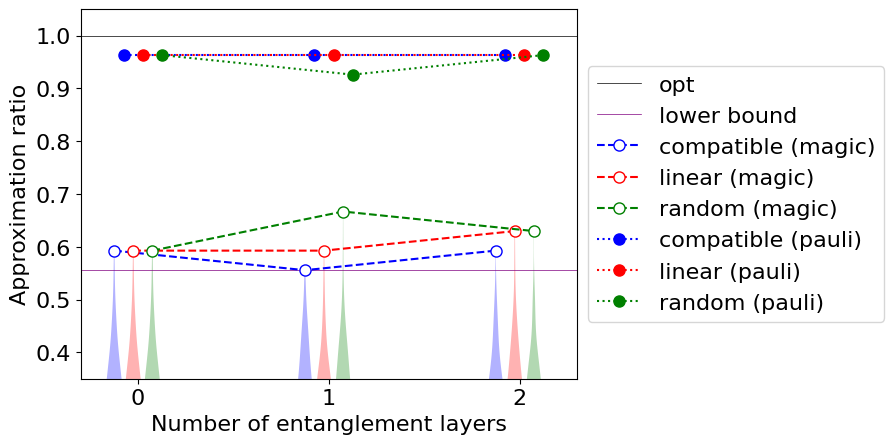 Approximation ratio
1.0
0.9
0.8
0.7
0.6
0.5
0.4
0
1
2
Number of entanglement layers
opt
lower bound
compatible (magic)
linear (magic)
random (magic)
compatible (pauli)
linear (pauli)
random (pauli)